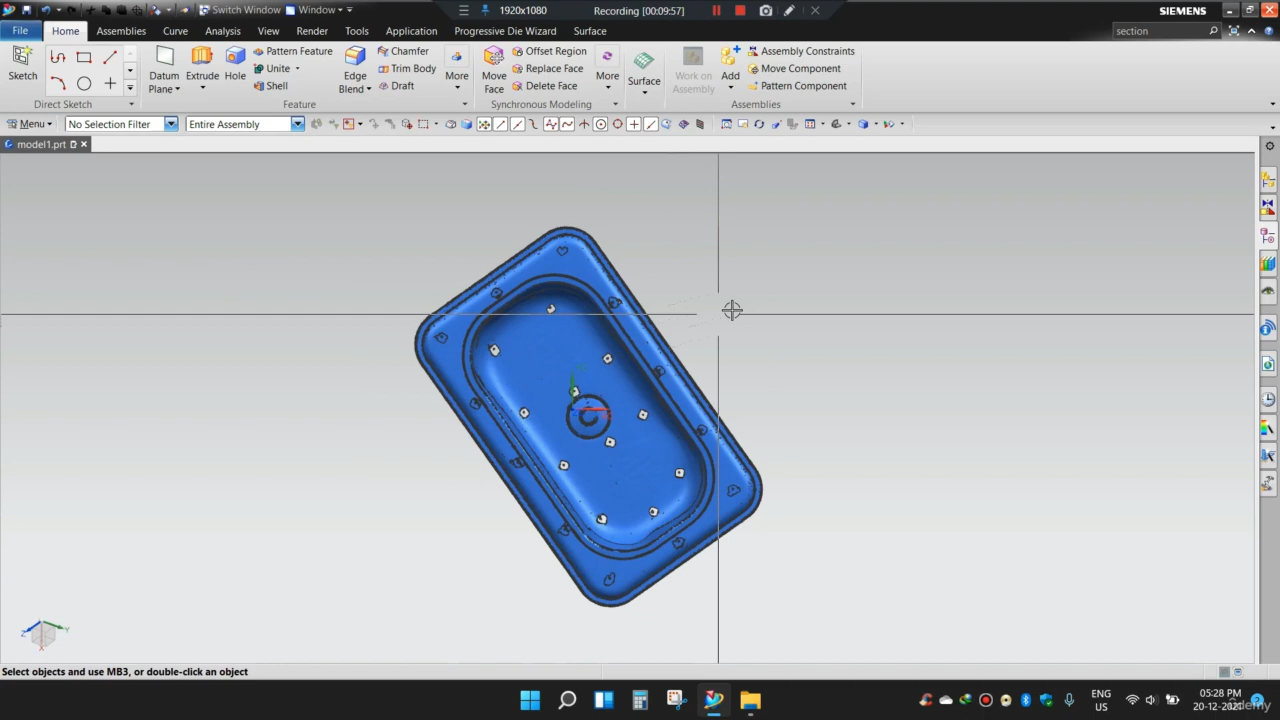 Switch Window Window 1920x1080 Recording [00:09:57] SIEMENS
File Home Assemblies Curve Analysis View Render Tools Application Progressive Die Wizard Surface section
Sketch Datum Plane Extrude Hole Pattern Feature Unite Shell Edge Blend Chamfer Trim Body Draft More Move Face Offset Region Replace Face Delete Face More Surface Work on Assembly Add Assembly Constraints Move Component Pattern Component
Direct Sketch Feature Synchronous Modeling Assemblies
Menu No Selection Filter Entire Assembly
model1.prt
Z Y X
Select objects and use MB3, or double-click an object
ENG US 05:28 PM 20-12-2021 2
Udemy